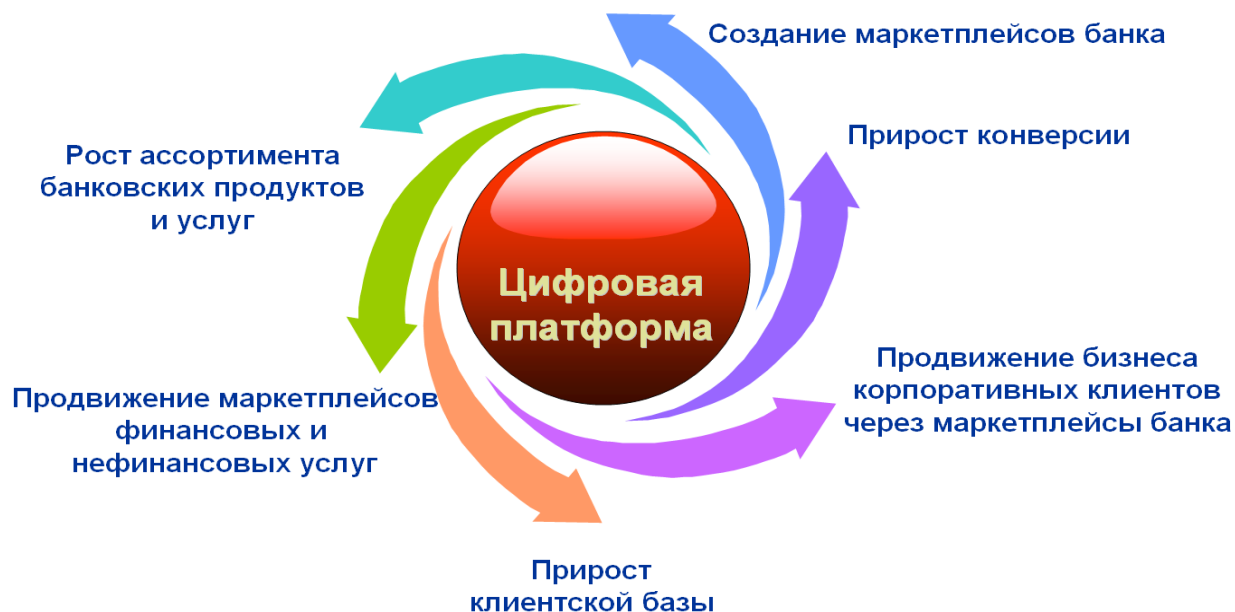 Создание маркетплейсов банка
Прирост конверсии
Рост ассортимента
банковских продуктов
и услуг
Цифровая
платформа
Продвижение бизнеса
корпоративных клиентов
через маркетплейсы банка
Продвижение маркетплейсов
финансовых и
нефинансовых услуг
Прирост
клиентской базы